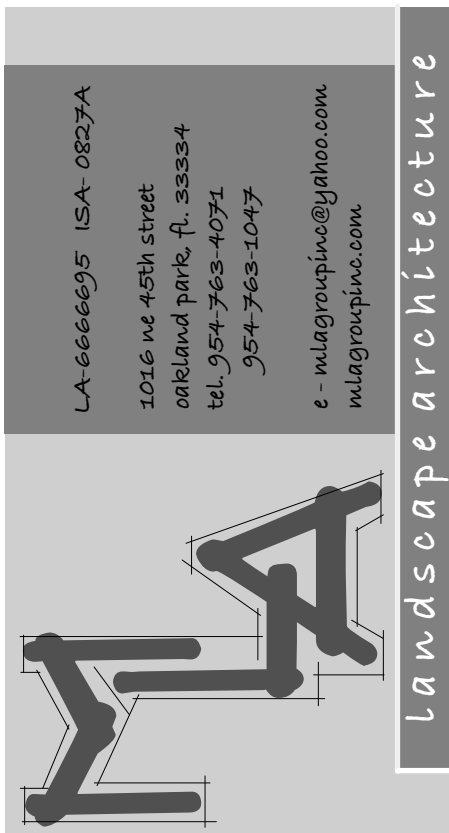 MLA
LA-6666695 ISA-0827A
1016 ne 45th street
oakland park, fl. 33334
tel. 954-763-4071
954-763-1047
e - mlagroupinc@yahoo.com
mlagroupinc.com
landscape architecture